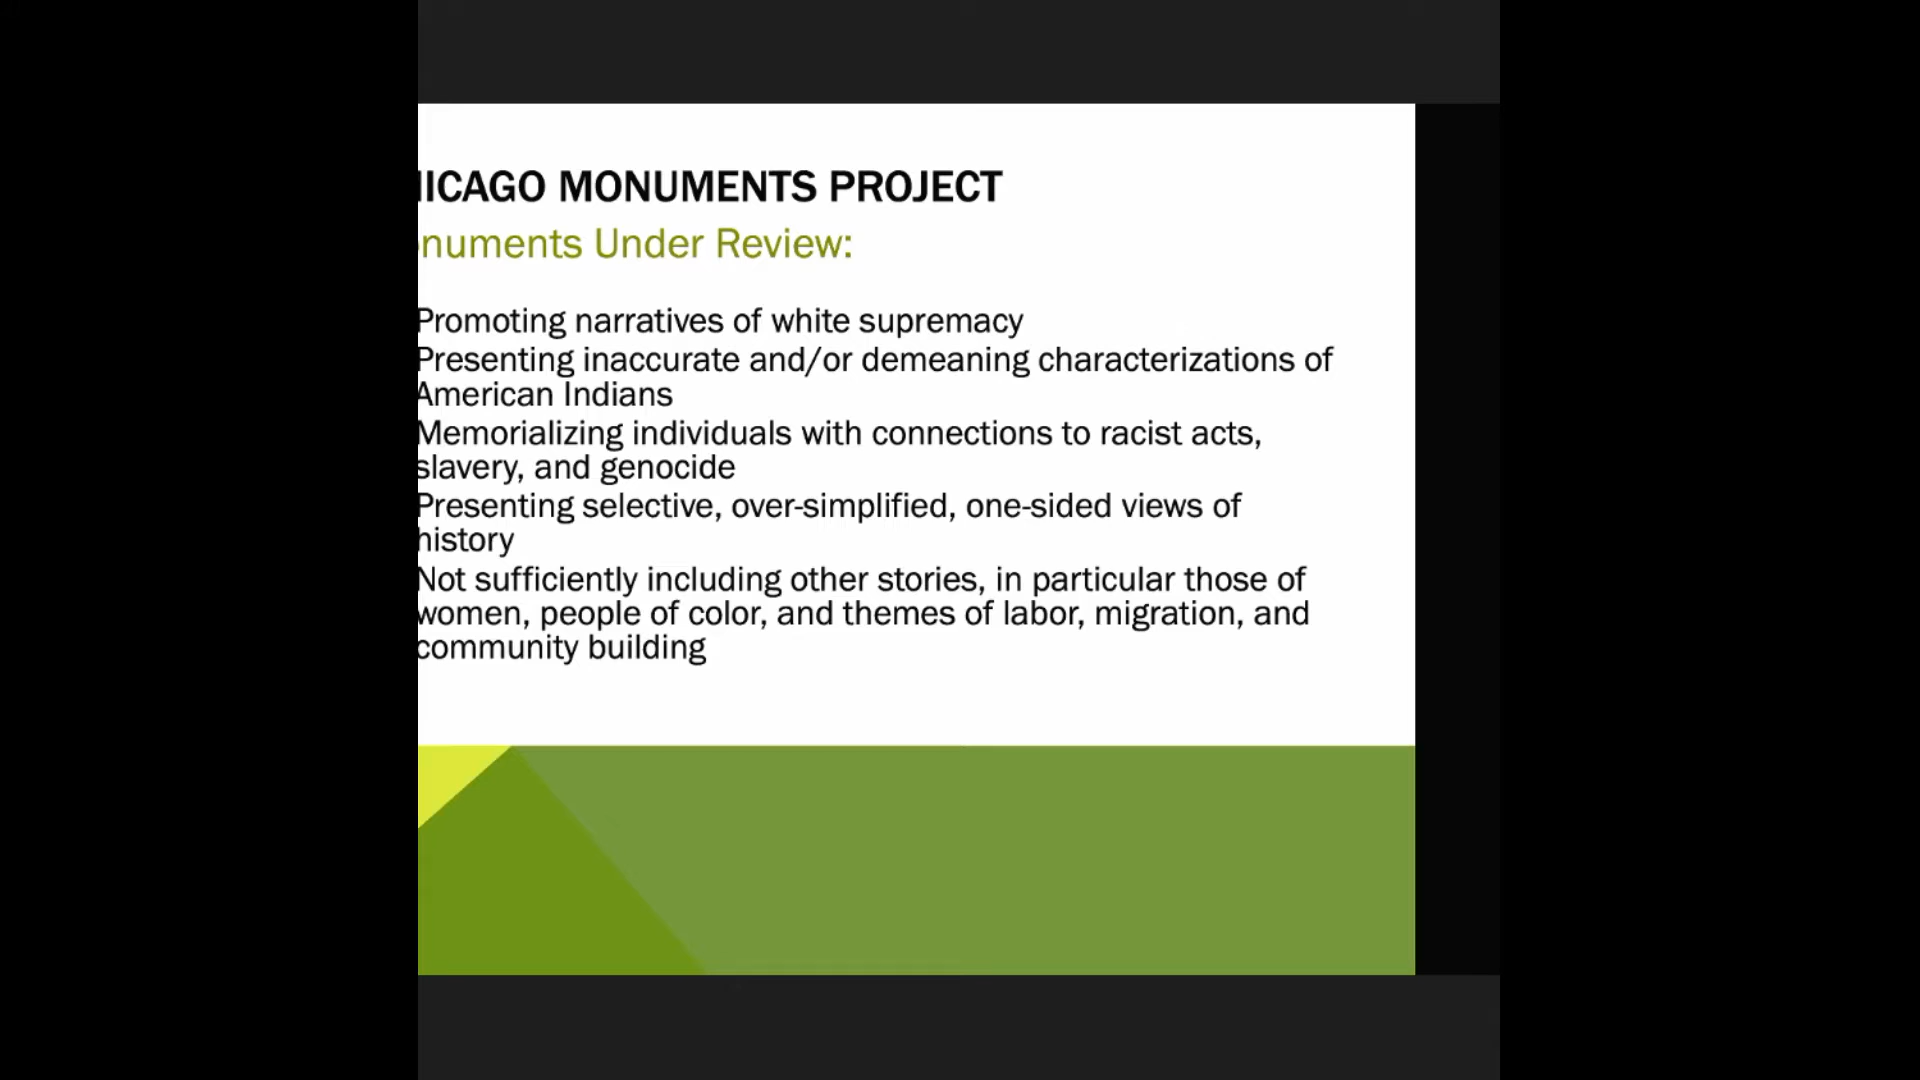 HICAGO MONUMENTS PROJECT
numents Under Review:
Promoting narratives of white supremacy
Presenting inaccurate and/or demeaning characterizations of
American Indians
Memorializing individuals with connections to racist acts,
slavery, and genocide
Presenting selective, over-simplified, one-sided views of
history
Not sufficiently including other stories, in particular those of
women, people of color, and themes of labor, migration, and
community building